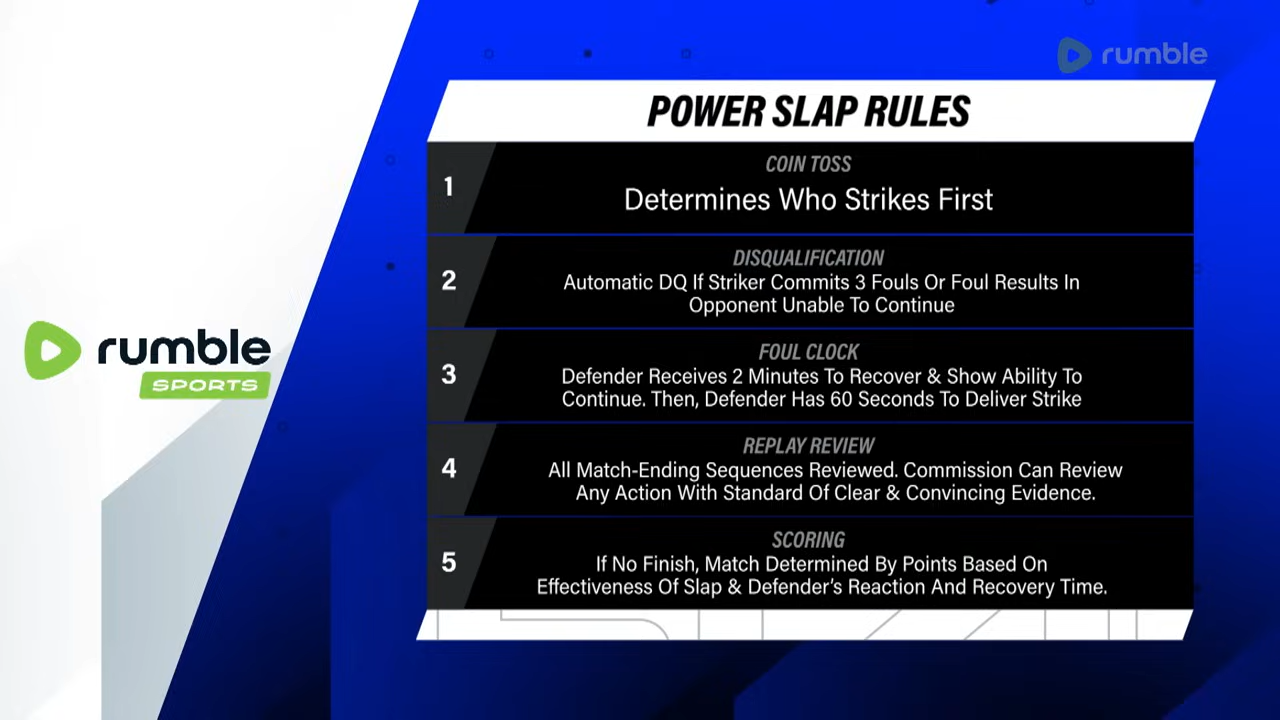 rumble
POWER SLAP RULES
1
COIN TOSS
Determines Who Strikes First
2
DISQUALIFICATION
Automatic DQ If Striker Commits 3 Fouls Or Foul Results In
Opponent Unable To Continue
3
FOUL CLOCK
Defender Receives 2 Minutes To Recover & Show Ability To
Continue. Then, Defender Has 60 Seconds To Deliver Strike
4
REPLAY REVIEW
All Match-Ending Sequences Reviewed. Commission Can Review
Any Action With Standard Of Clear & Convincing Evidence.
5
SCORING
If No Finish, Match Determined By Points Based On
Effectiveness Of Slap & Defender's Reaction And Recovery Time.
rumble
SPORTS